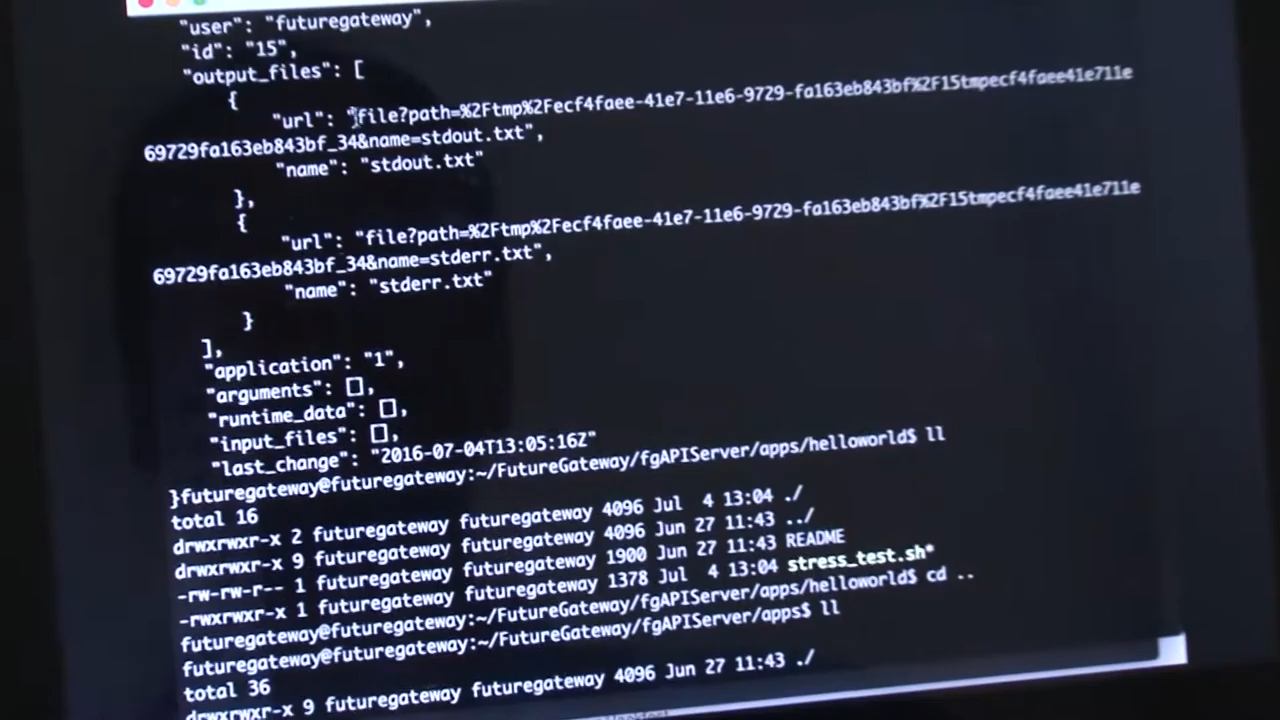 "user": "futuregateway",
"id": "15",
"output_files": [
{
"url": "file?path=%2Ftmp%2Fecf4faee-41e7-11e6-9729-fa163eb843bf%2F15tmpecf4faee41e711e
69729fa163eb843bf_34&name=stdout.txt",
"name": "stdout.txt"
},
{
"url": "file?path=%2Ftmp%2Fecf4faee-41e7-11e6-9729-fa163eb843bf%2F15tmpecf4faee41e711e
69729fa163eb843bf_34&name=stderr.txt",
"name": "stderr.txt"
}
],
"application": "1",
"arguments": [],
"runtime_data": [],
"input_files": [],
"last_change": "2016-07-04T13:05:16Z"
}futuregateway@futuregateway:~/FutureGateway/fgAPIServer/apps/helloworld$ ll
total 16
drwxrwxr-x 2 futuregateway futuregateway 4096 Jul  4 13:04 ./
drwxrwxr-x 9 futuregateway futuregateway 4096 Jun 27 11:43 ../
-rw-rw-r-- 1 futuregateway futuregateway 1900 Jun 27 11:43 README
-rwxrwxr-x 1 futuregateway futuregateway 1378 Jul  4 13:04 stress_test.sh*
futuregateway@futuregateway:~/FutureGateway/fgAPIServer/apps/helloworld$ cd ..
futuregateway@futuregateway:~/FutureGateway/fgAPIServer/apps$ ll
total 36
drwxrwxr-x 9 futuregateway futuregateway 4096 Jun 27 11:43 ./